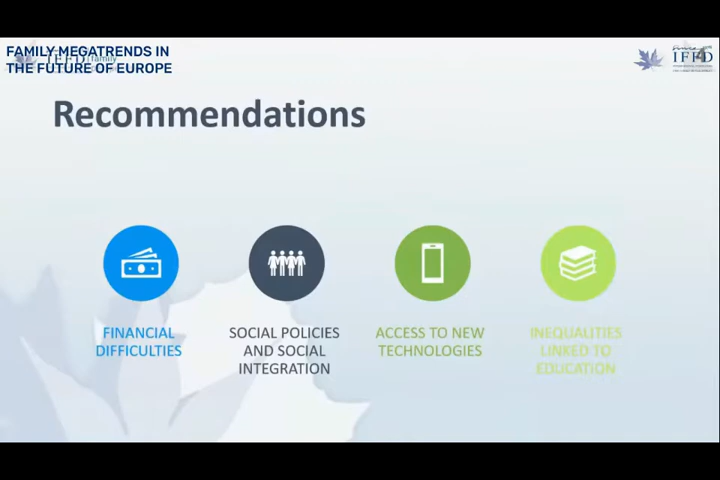 FAMILY MEGATRENDS IN
THE FUTURE OF EUROPE
IFFD
Recommendations
FINANCIAL
DIFFICULTIES
SOCIAL POLICIES
AND SOCIAL
INTEGRATION
ACCESS TO NEW
TECHNOLOGIES
INEQUALITIES
LINKED TO
EDUCATION